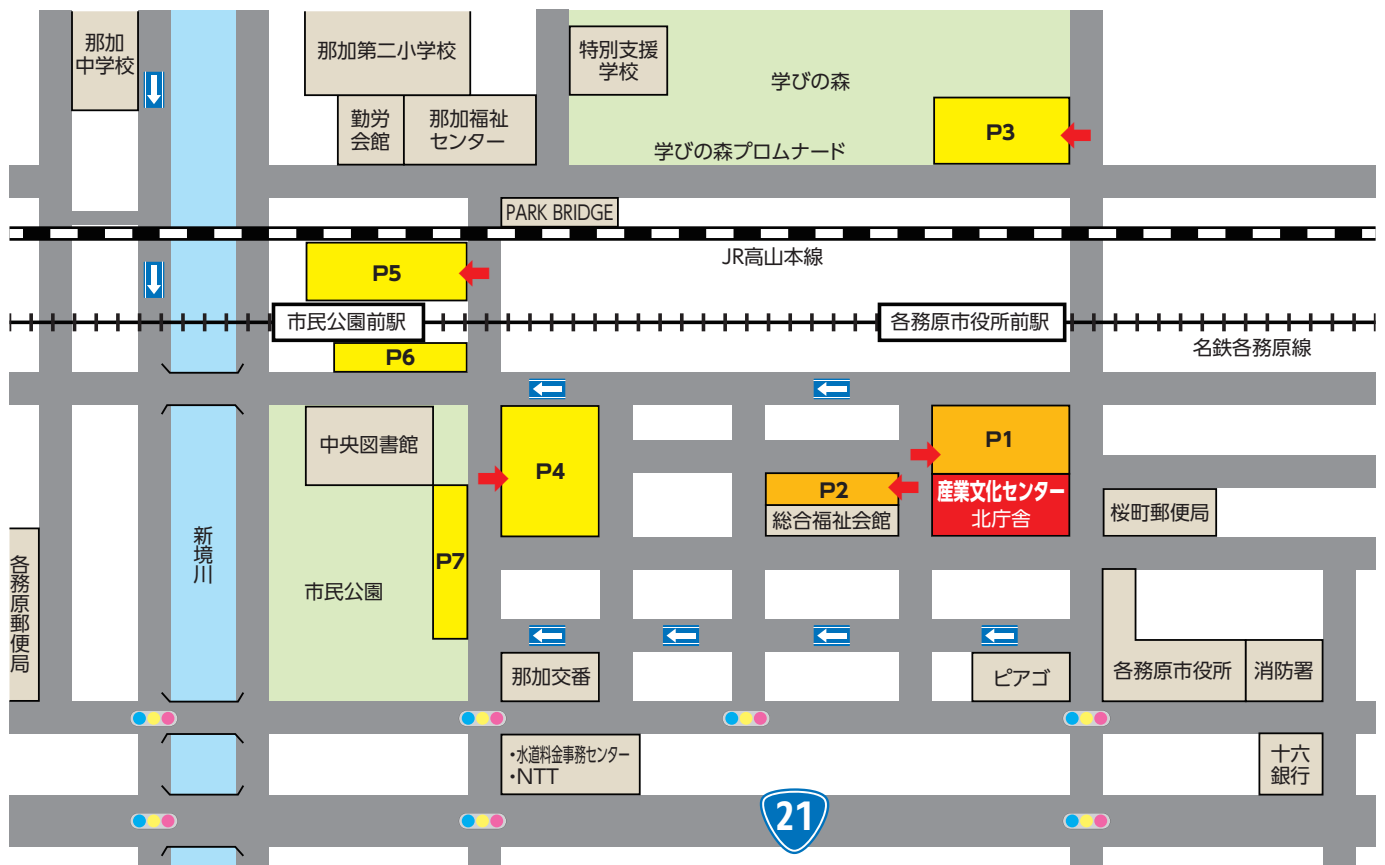 那加
中学校
那加第二小学校
特別支援
学校
学びの森
勤労
会館
那加福祉
センター
P3
学びの森プロムナード
PARK BRIDGE
JR高山本線
P5
市民公園前駅
各務原市役所前駅
名鉄各務原線
P6
中央図書館
P4
P1
P2
総合福祉会館
産業文化センター
北庁舎
桜町郵便局
新境川
各務原郵便局
市民公園
P7
那加交番
ピアゴ
各務原市役所
消防署
・水道料金事務センター
・NTT
十六
銀行
21